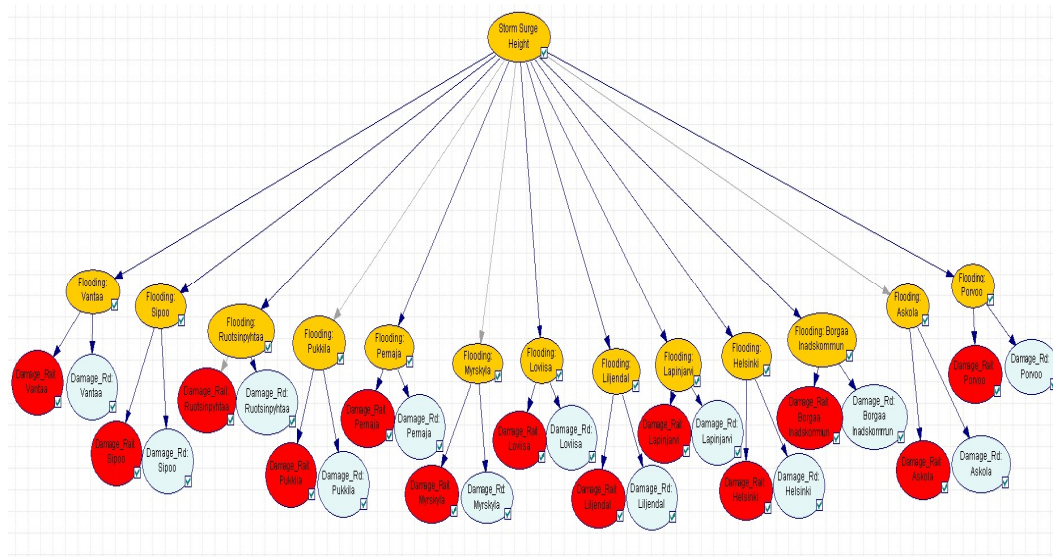 Storm Surge
Height
Flooding:
Vantaa
Flooding:
Sipoo
Flooding:
Ruotsinpyhtaa
Flooding:
Pukkila
Flooding:
Pernaja
Flooding:
Myrskyla
Flooding:
Loviisa
Flooding:
Liljendal
Flooding:
Lapinjarvi
Flooding:
Helsinki
Flooding: Borgaa
lnadskommun
Flooding:
Askola
Flooding:
Porvoo
Damage_Rail:
Vantaa
Damage_Rd:
Vantaa
Damage_Rail:
Sipoo
Damage_Rd:
Sipoo
Damage_Rail:
Ruotsinpyhtaa
Damage_Rd:
Ruotsinpyhtaa
Damage_Rail:
Pukkila
Damage_Rd:
Pukkila
Damage_Rail:
Pernaja
Damage_Rd:
Pernaja
Damage_Rail:
Myrskyla
Damage_Rd:
Myrskyla
Damage_Rail:
Loviisa
Damage_Rd:
Loviisa
Damage_Rail:
Liljendal
Damage_Rd:
Liljendal
Damage_Rail:
Lapinjarvi
Damage_Rd:
Lapinjarvi
Damage_Rail:
Helsinki
Damage_Rd:
Helsinki
Damage_Rail:
Borgaa
lnadskommun
Damage_Rd:
Borgaa
lnadskommun
Damage_Rail:
Askola
Damage_Rd:
Askola
Damage_Rail:
Porvoo
Damage_Rd:
Porvoo